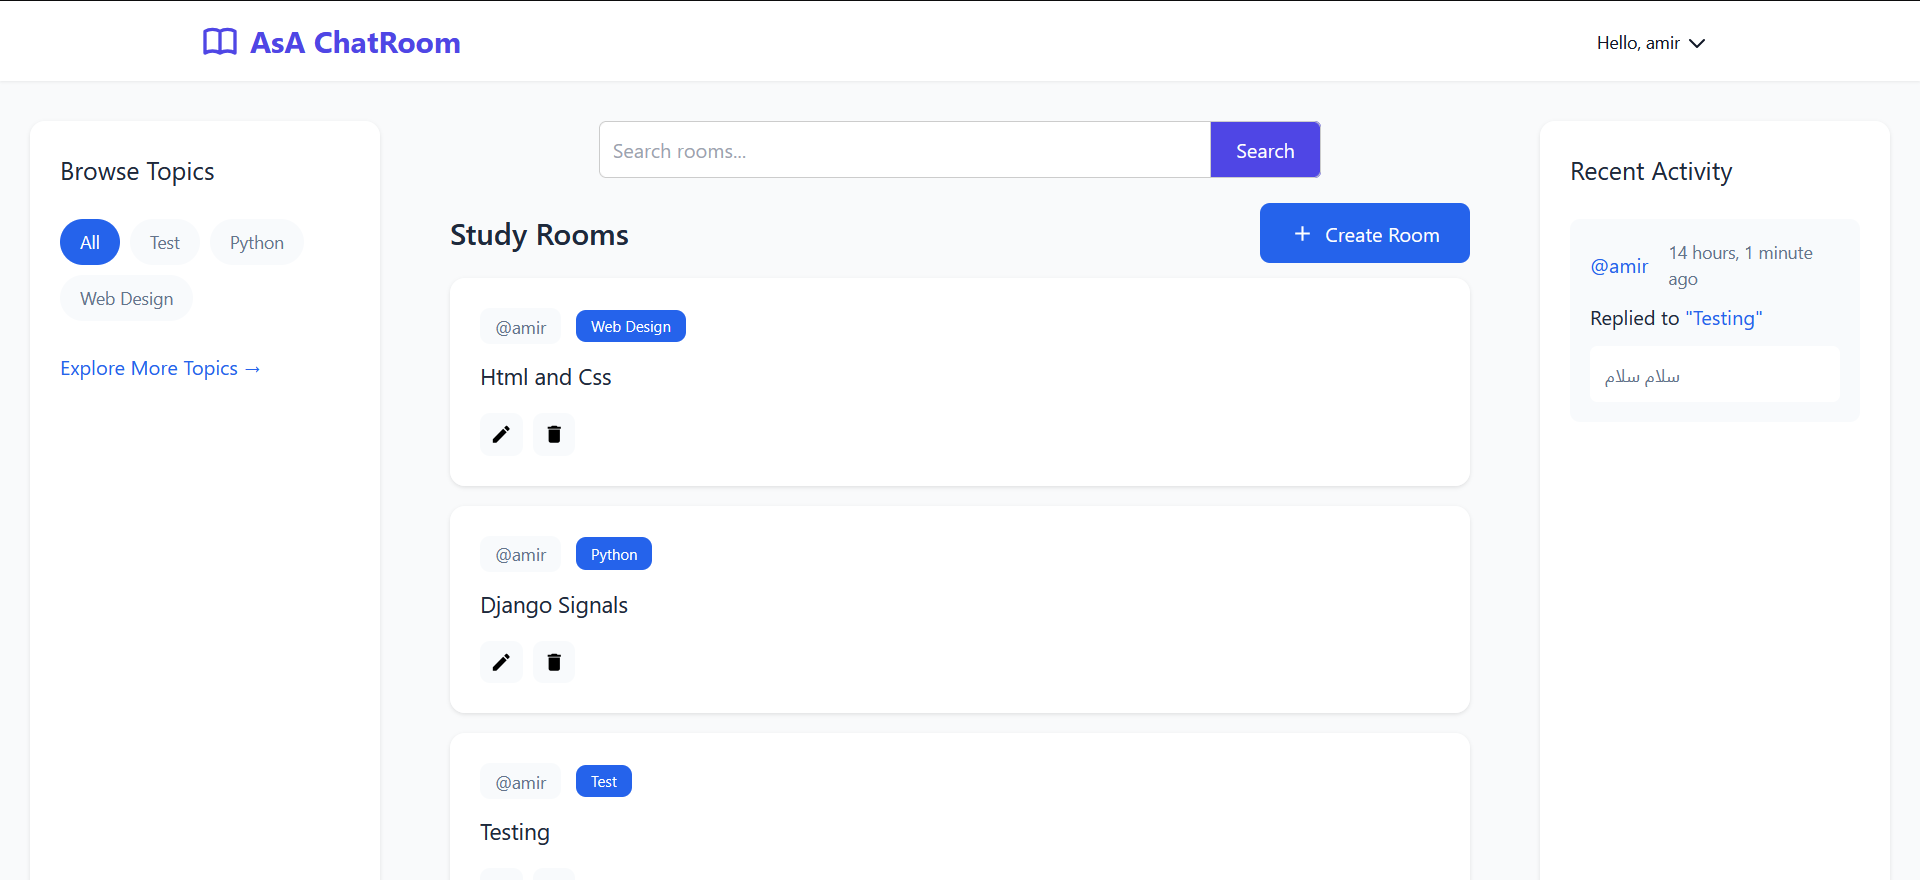 AsA ChatRoom
Hello, amir
Browse Topics
All
Test
Python
Web Design
Explore More Topics →
Search rooms...
Search
Study Rooms
+ Create Room
@amir
Web Design
Html and Css
@amir
Python
Django Signals
@amir
Test
Testing
Recent Activity
@amir
14 hours, 1 minute
ago
Replied to "Testing"
سلام سلام